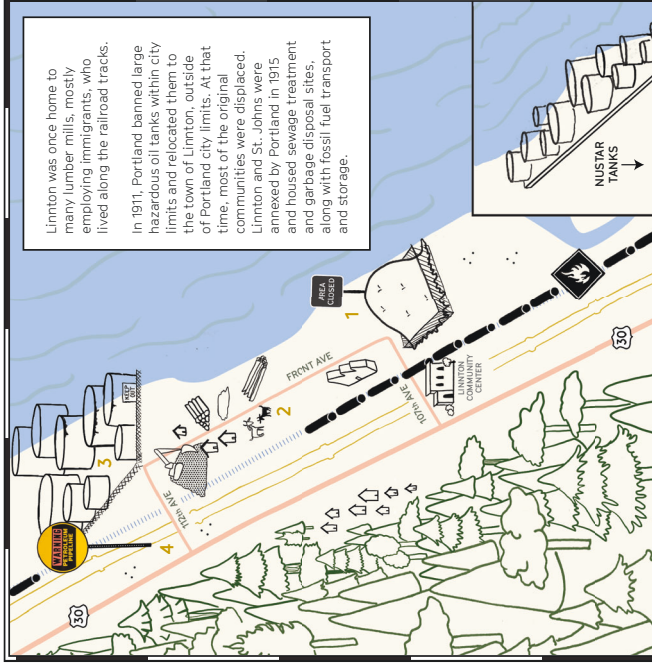 Linnton was once home to
many lumber mills, mostly
employing immigrants, who
lived along the railroad tracks.
In 1911, Portland banned large
hazardous oil tanks within city
limits and relocated them to
the town of Linnton, outside
of Portland city limits. At that
time, most of the original
communities were displaced.
Linnton and St. Johns were
annexed by Portland in 1915
and housed sewage treatment
and garbage disposal sites,
along with fossil fuel transport
and storage.
NUSTAR
TANKS
AREA
CLOSED
1
FRONT AVE
KEEP
OUT
3
2
112th AVE
107th AVE
LINNTON
COMMUNITY
CENTER
30
WARNING
PETROLEUM
PIPELINE
4
30